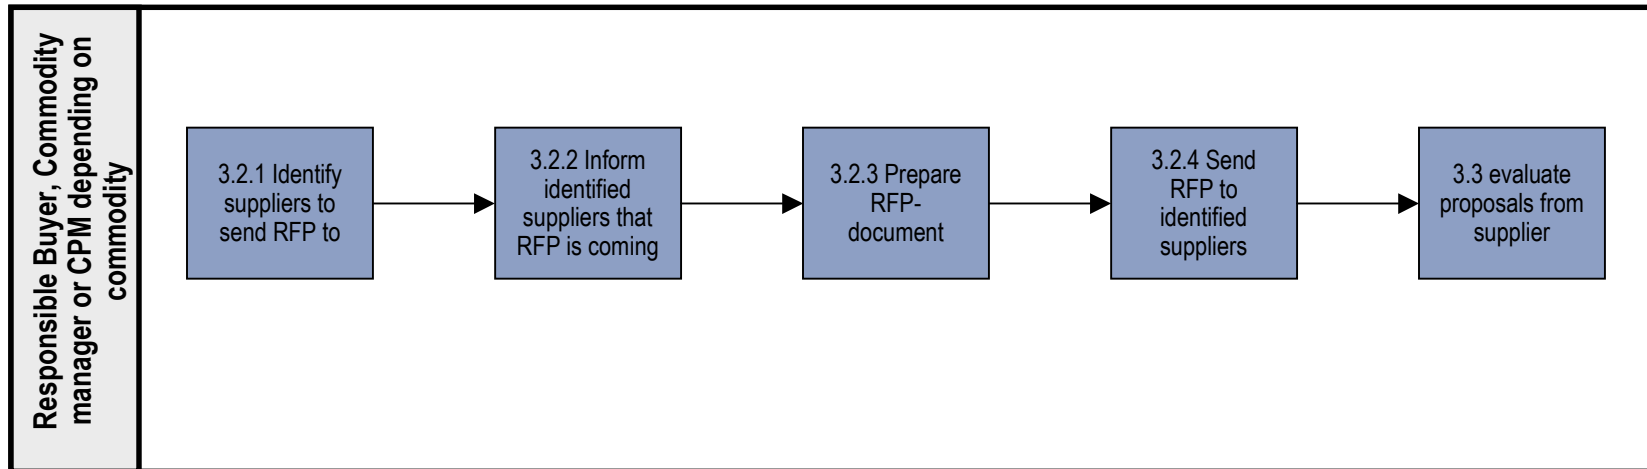 Responsible Buyer, Commodity
manager or CPM depending on
commodity
3.2.1 Identify
suppliers to
send RFP to
3.2.2 Inform
identified
suppliers that
RFP is coming
3.2.3 Prepare
RFP-
document
3.2.4 Send
RFP to
identified
suppliers
3.3 evaluate
proposals from
supplier